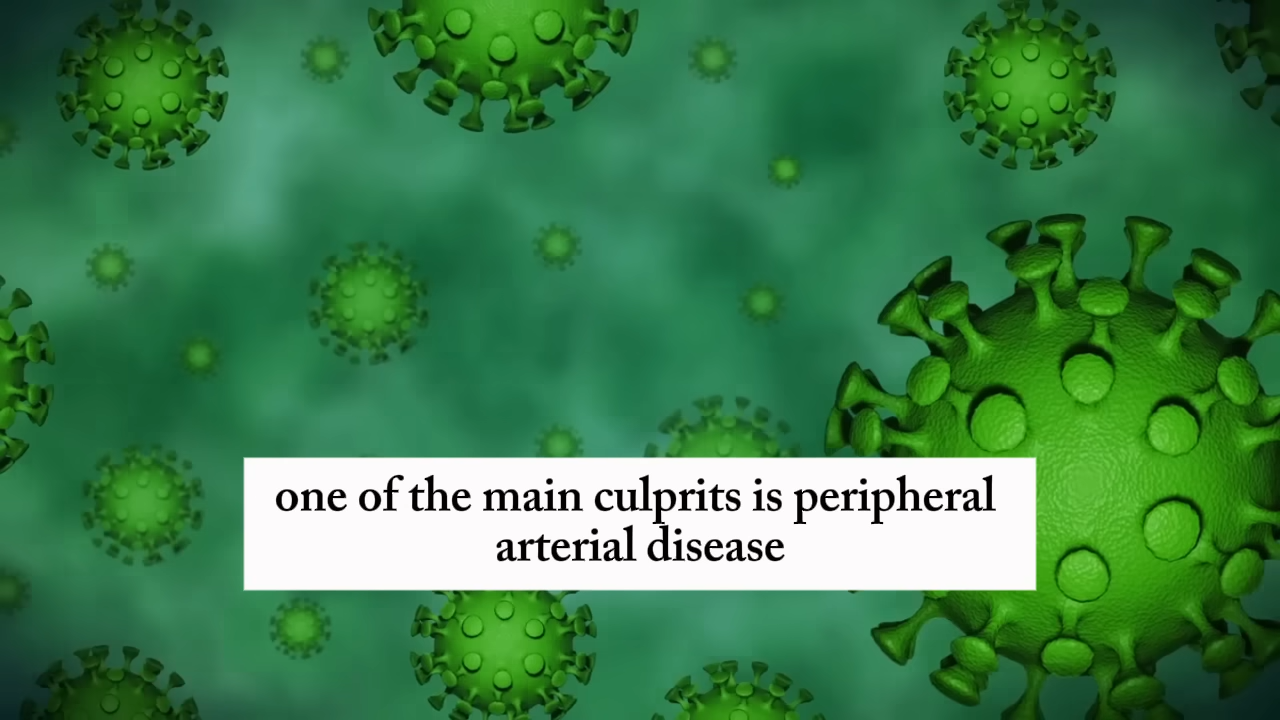 one of the main culprits is peripheral
arterial disease